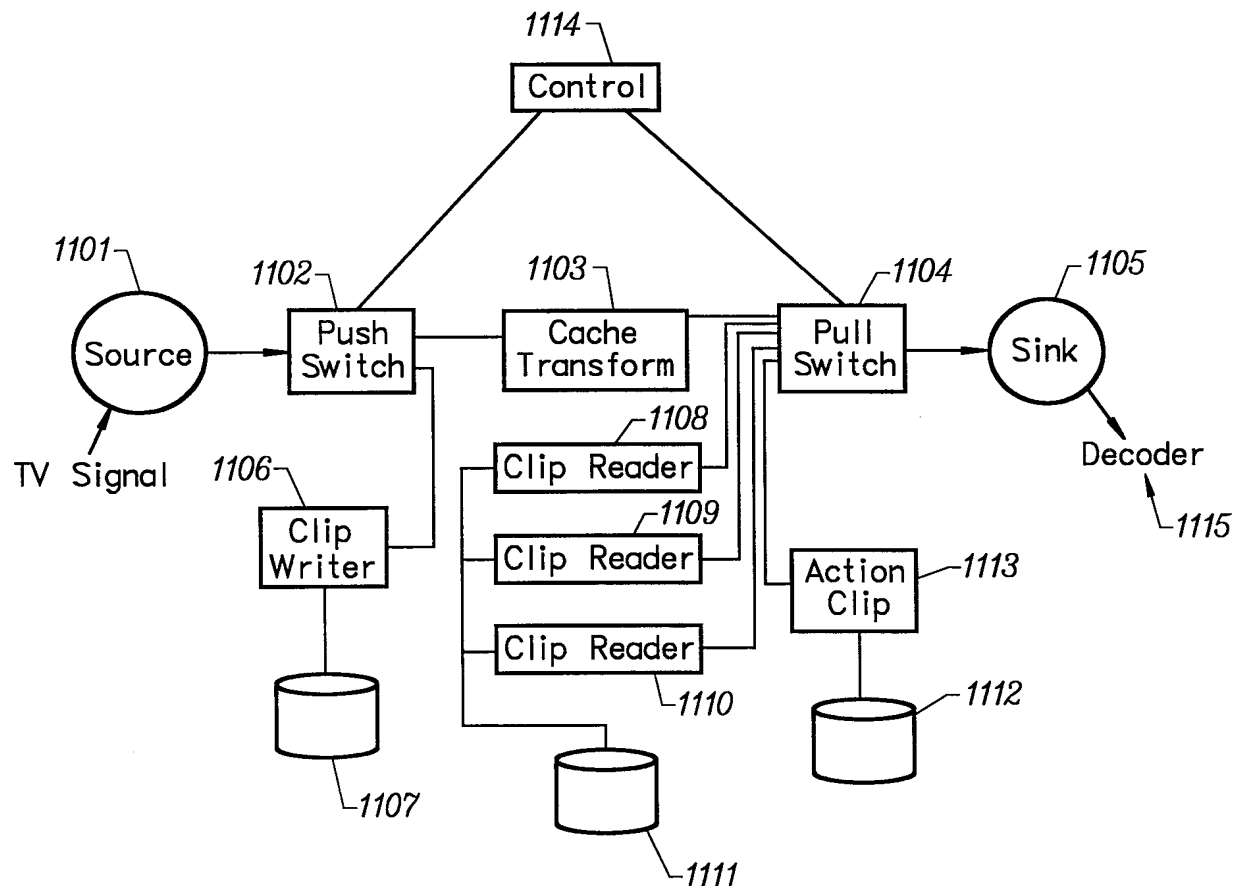 1114
Control
1101
1102
1103
1104
1105
Source
Push
Switch
Cache
Transform
Pull
Switch
Sink
TV Signal
1108
Clip Reader
Decoder
1106
1109
1115
Clip
Writer
Clip Reader
Action
Clip
1113
Clip Reader
1110
1112
1107
1111